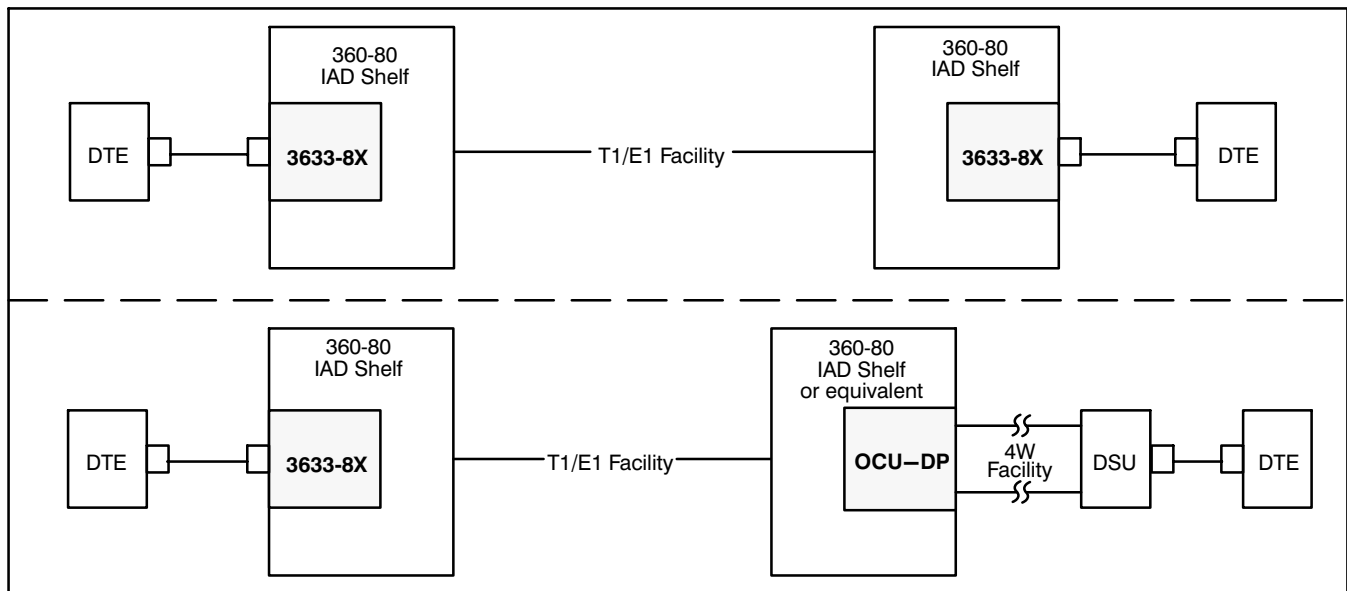 360-80
IAD Shelf
DTE
3633-8X
T1/E1 Facility
360-80
IAD Shelf
3633-8X
DTE
360-80
IAD Shelf
DTE
3633-8X
T1/E1 Facility
360-80
IAD Shelf
or equivalent
OCU–DP
4W
Facility
DSU
DTE